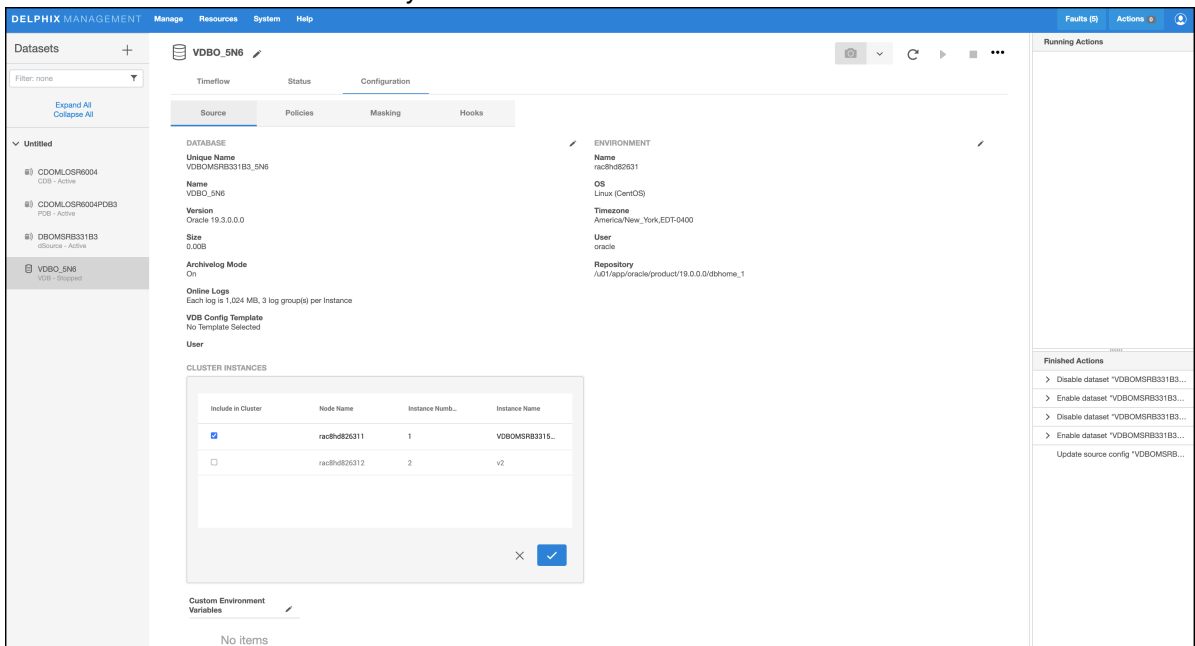 DELPHIX MANAGEMENT Manage Resources System Help Faults (5) Actions 0
Datasets +
Filter: none
Expand All
Collapse All
Untitled
CDOMLOSR6004
CDB - Active
CDOMLOSR6004PDB3
PDB - Active
DBOMSRB331B3
dSource - Active
VDBO_5N6
VDB - Stopped
VDBO_5N6
Timeflow Status Configuration
Source Policies Masking Hooks
DATABASE
Unique Name
VDBOMSRB331B3_5N6
Name
VDBO_5N6
Version
Oracle 19.3.0.0.0
Size
0.00B
Archivelog Mode
On
Online Logs
Each log is 1,024 MB, 3 log group(s) per Instance
VDB Config Template
No Template Selected
User
ENVIRONMENT
Name
rac8hd82631
OS
Linux (CentOS)
Timezone
America/New_York,EDT-0400
User
oracle
Repository
/u01/app/oracle/product/19.0.0.0/dbhome_1
CLUSTER INSTANCES
Include in Cluster Node Name Instance Numb... Instance Name
rac8hd826311 1 VDBOMSRB3315...
rac8hd826312 2 v2
Custom Environment
Variables
No items
Running Actions
Finished Actions
Disable dataset "VDBOMSRB331B3...
Enable dataset "VDBOMSRB331B3...
Disable dataset "VDBOMSRB331B3...
Enable dataset "VDBOMSRB331B3...
Update source config "VDBOMSRB...